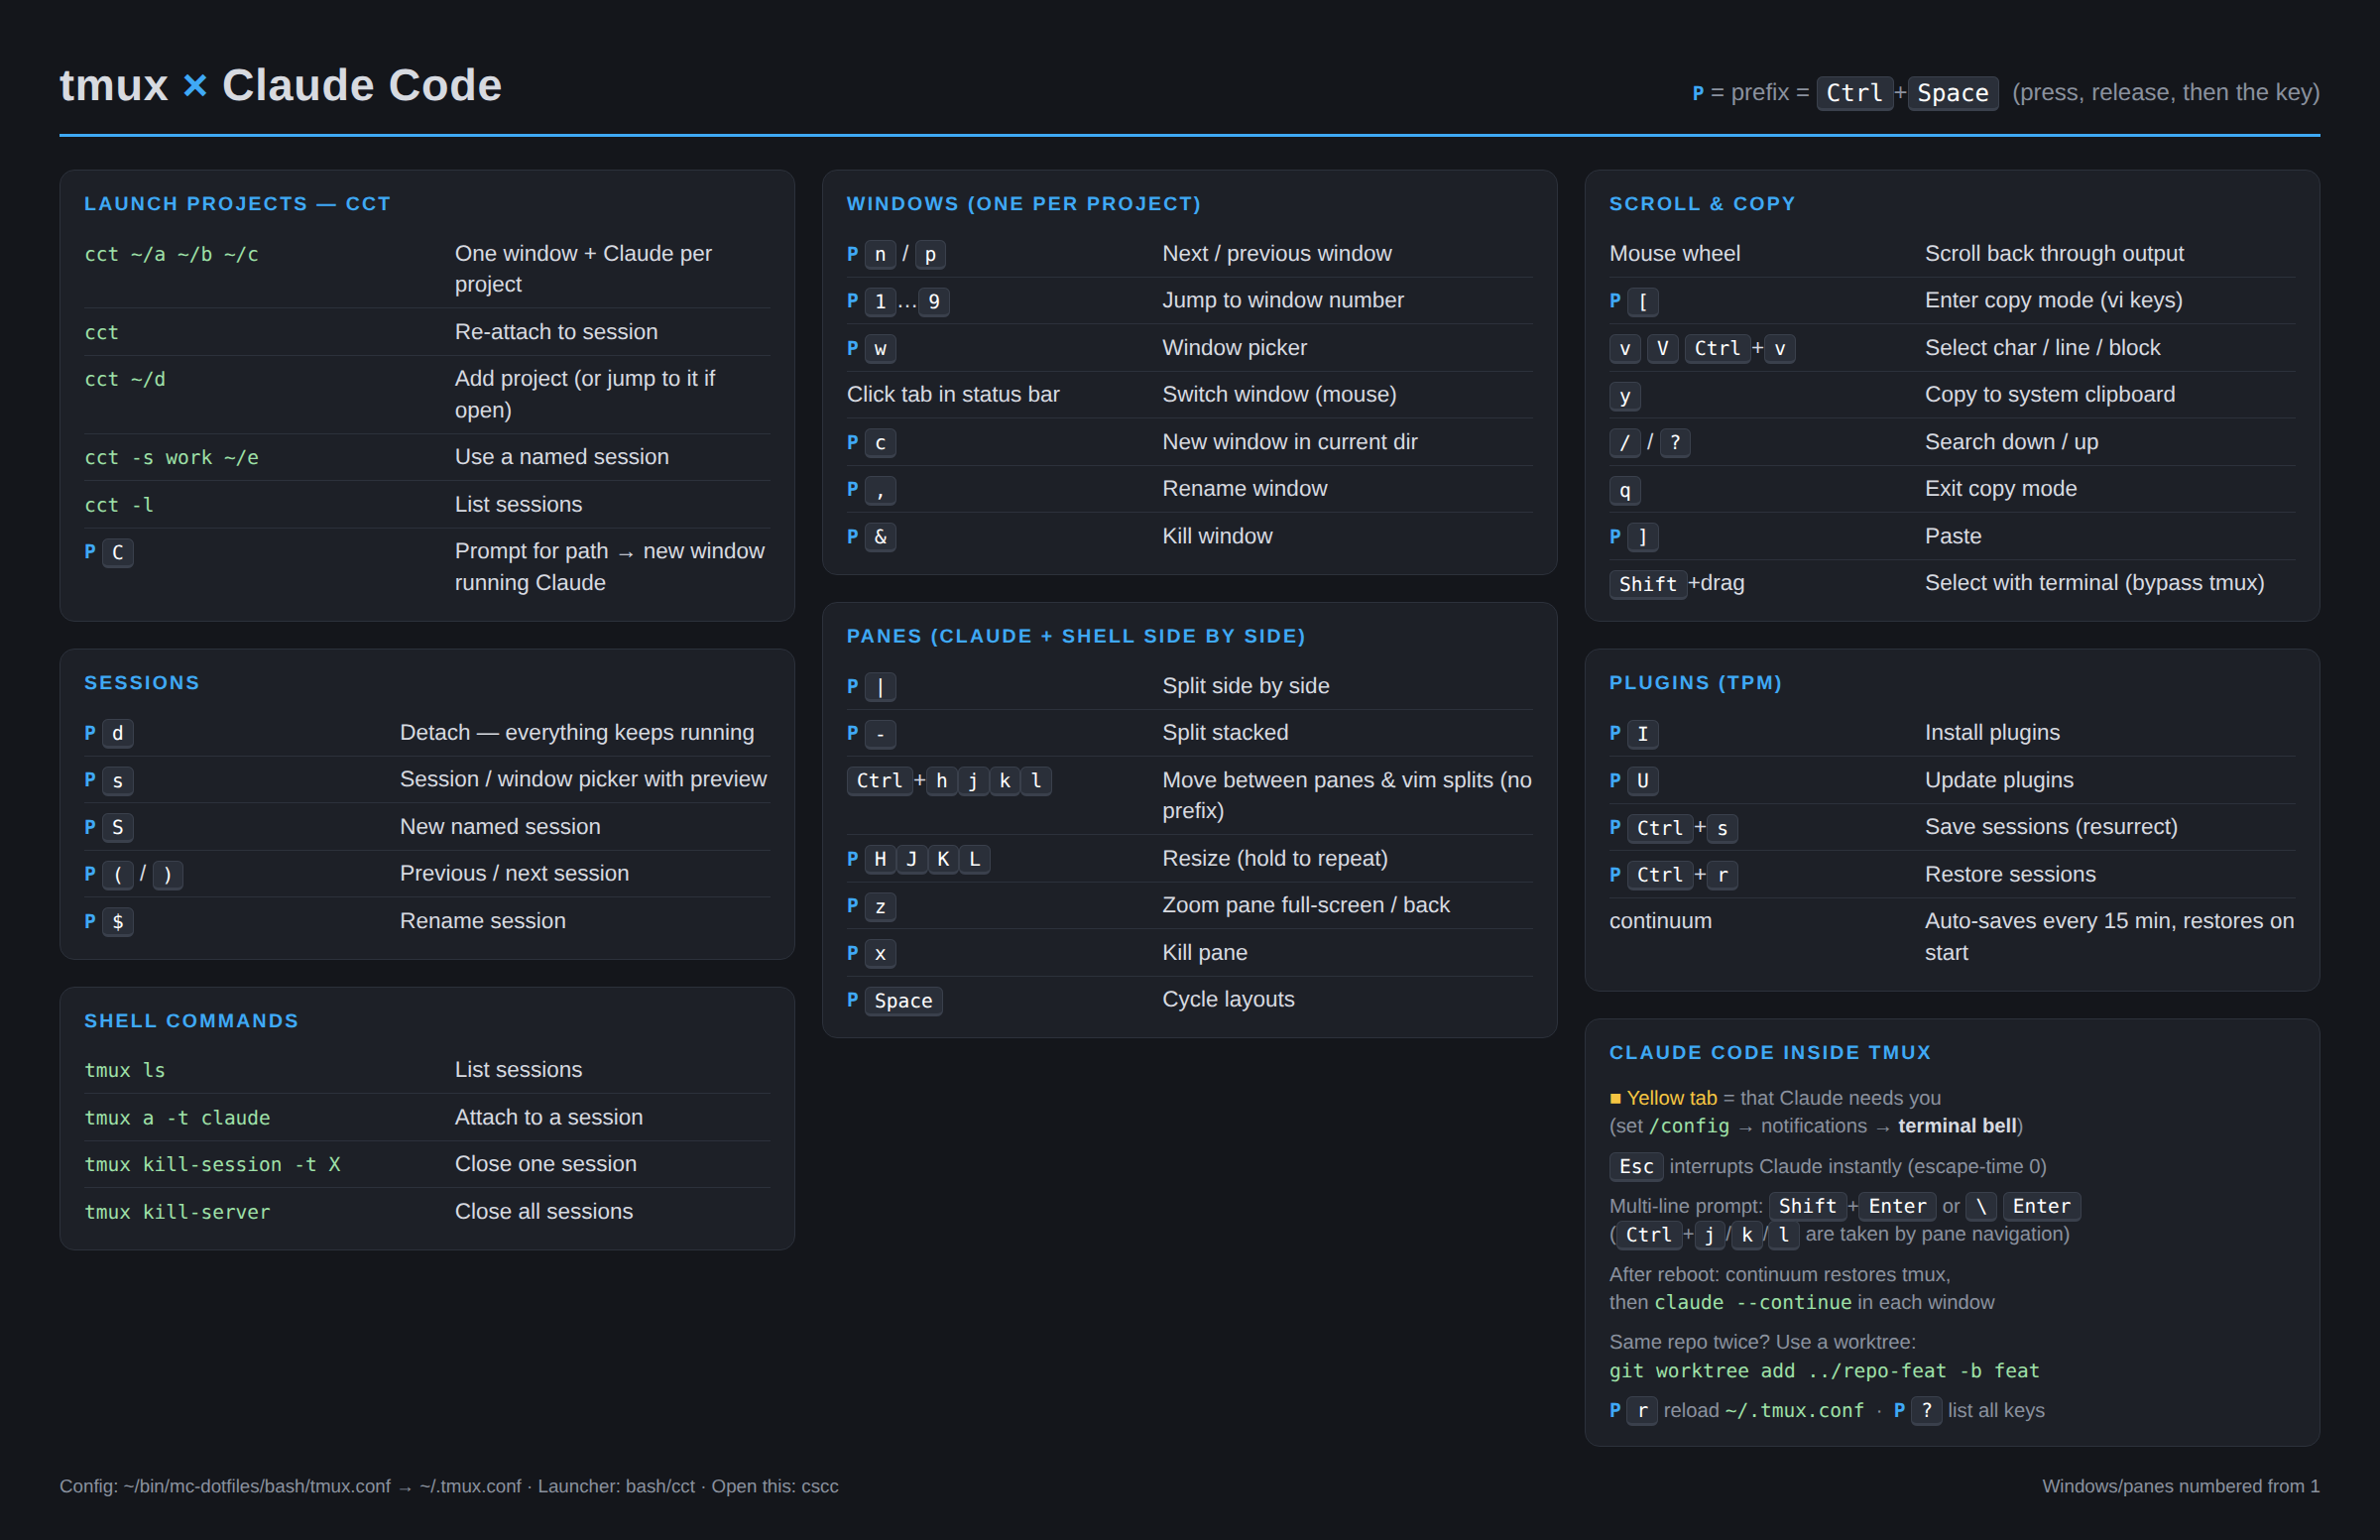 tmux × Claude Code
P = prefix = Ctrl+Space (press, release, then the key)
LAUNCH PROJECTS — CCT
cct ~/a ~/b ~/c One window + Claude per
project
cct Re-attach to session
cct ~/d Add project (or jump to it if
open)
cct -s work ~/e Use a named session
cct -l List sessions
P C Prompt for path → new window
running Claude
SESSIONS
P d Detach — everything keeps running
P s Session / window picker with preview
P S New named session
P ( / ) Previous / next session
P $ Rename session
SHELL COMMANDS
tmux ls List sessions
tmux a -t claude Attach to a session
tmux kill-session -t X Close one session
tmux kill-server Close all sessions
WINDOWS (ONE PER PROJECT)
P n / p Next / previous window
P 1…9 Jump to window number
P w Window picker
Click tab in status bar Switch window (mouse)
P c New window in current dir
P , Rename window
P & Kill window
PANES (CLAUDE + SHELL SIDE BY SIDE)
P | Split side by side
P - Split stacked
Ctrl+h j k l Move between panes & vim splits (no
prefix)
P H J K L Resize (hold to repeat)
P z Zoom pane full-screen / back
P x Kill pane
P Space Cycle layouts
SCROLL & COPY
Mouse wheel Scroll back through output
P [ Enter copy mode (vi keys)
v V Ctrl+v Select char / line / block
y Copy to system clipboard
/ / ? Search down / up
q Exit copy mode
P ] Paste
Shift+drag Select with terminal (bypass tmux)
PLUGINS (TPM)
P I Install plugins
P U Update plugins
P Ctrl+s Save sessions (resurrect)
P Ctrl+r Restore sessions
continuum Auto-saves every 15 min, restores on
start
CLAUDE CODE INSIDE TMUX
■ Yellow tab = that Claude needs you
(set /config → notifications → terminal bell)
Esc interrupts Claude instantly (escape-time 0)
Multi-line prompt: Shift+Enter or \ Enter
(Ctrl+j/k/l are taken by pane navigation)
After reboot: continuum restores tmux,
then claude --continue in each window
Same repo twice? Use a worktree:
git worktree add ../repo-feat -b feat
P r reload ~/.tmux.conf · P ? list all keys
Config: ~/bin/mc-dotfiles/bash/tmux.conf → ~/.tmux.conf · Launcher: bash/cct · Open this: cscc
Windows/panes numbered from 1